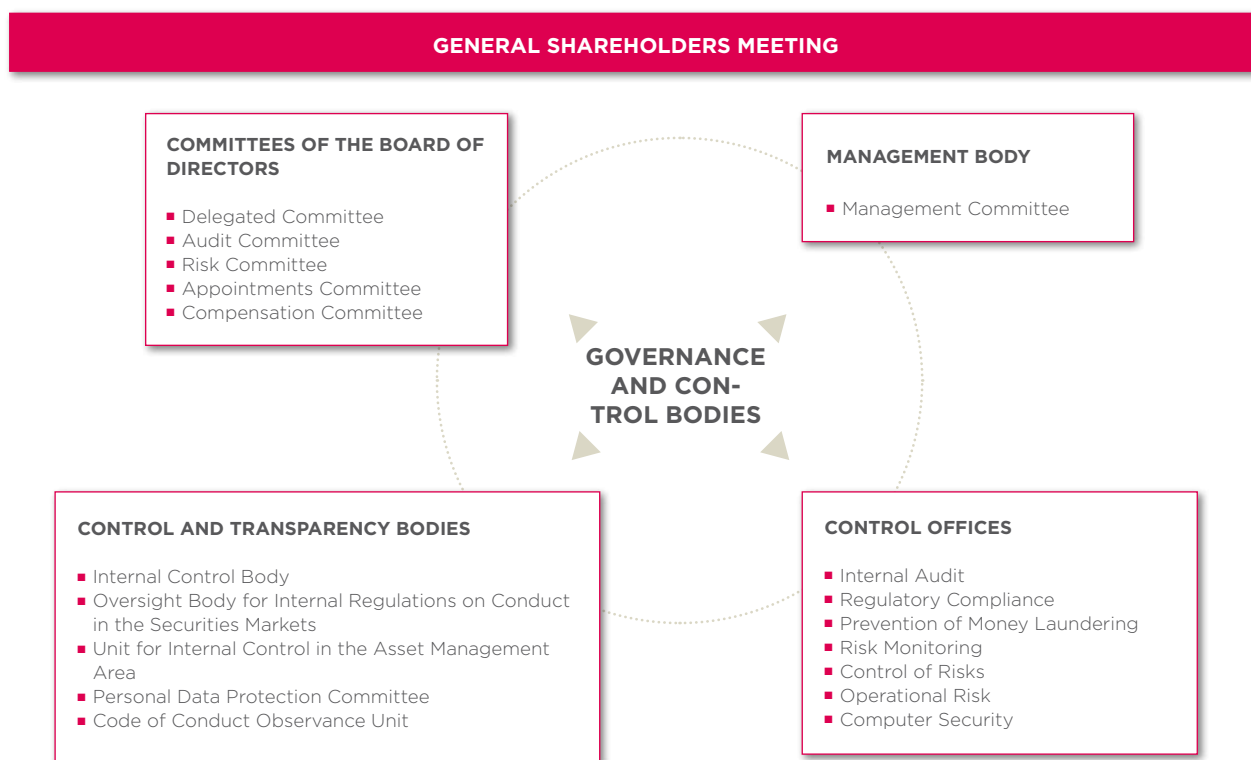 GENERAL SHAREHOLDERS MEETING
COMMITTEES OF THE BOARD OF
DIRECTORS
■ Delegated Committee
■ Audit Committee
■ Risk Committee
■ Appointments Committee
■ Compensation Committee
MANAGEMENT BODY
■ Management Committee
GOVERNANCE
AND CON-
TROL BODIES
CONTROL AND TRANSPARENCY BODIES
■ Internal Control Body
■ Oversight Body for Internal Regulations on Conduct
in the Securities Markets
■ Unit for Internal Control in the Asset Management
Area
■ Personal Data Protection Committee
■ Code of Conduct Observance Unit
CONTROL OFFICES
■ Internal Audit
■ Regulatory Compliance
■ Prevention of Money Laundering
■ Risk Monitoring
■ Control of Risks
■ Operational Risk
■ Computer Security